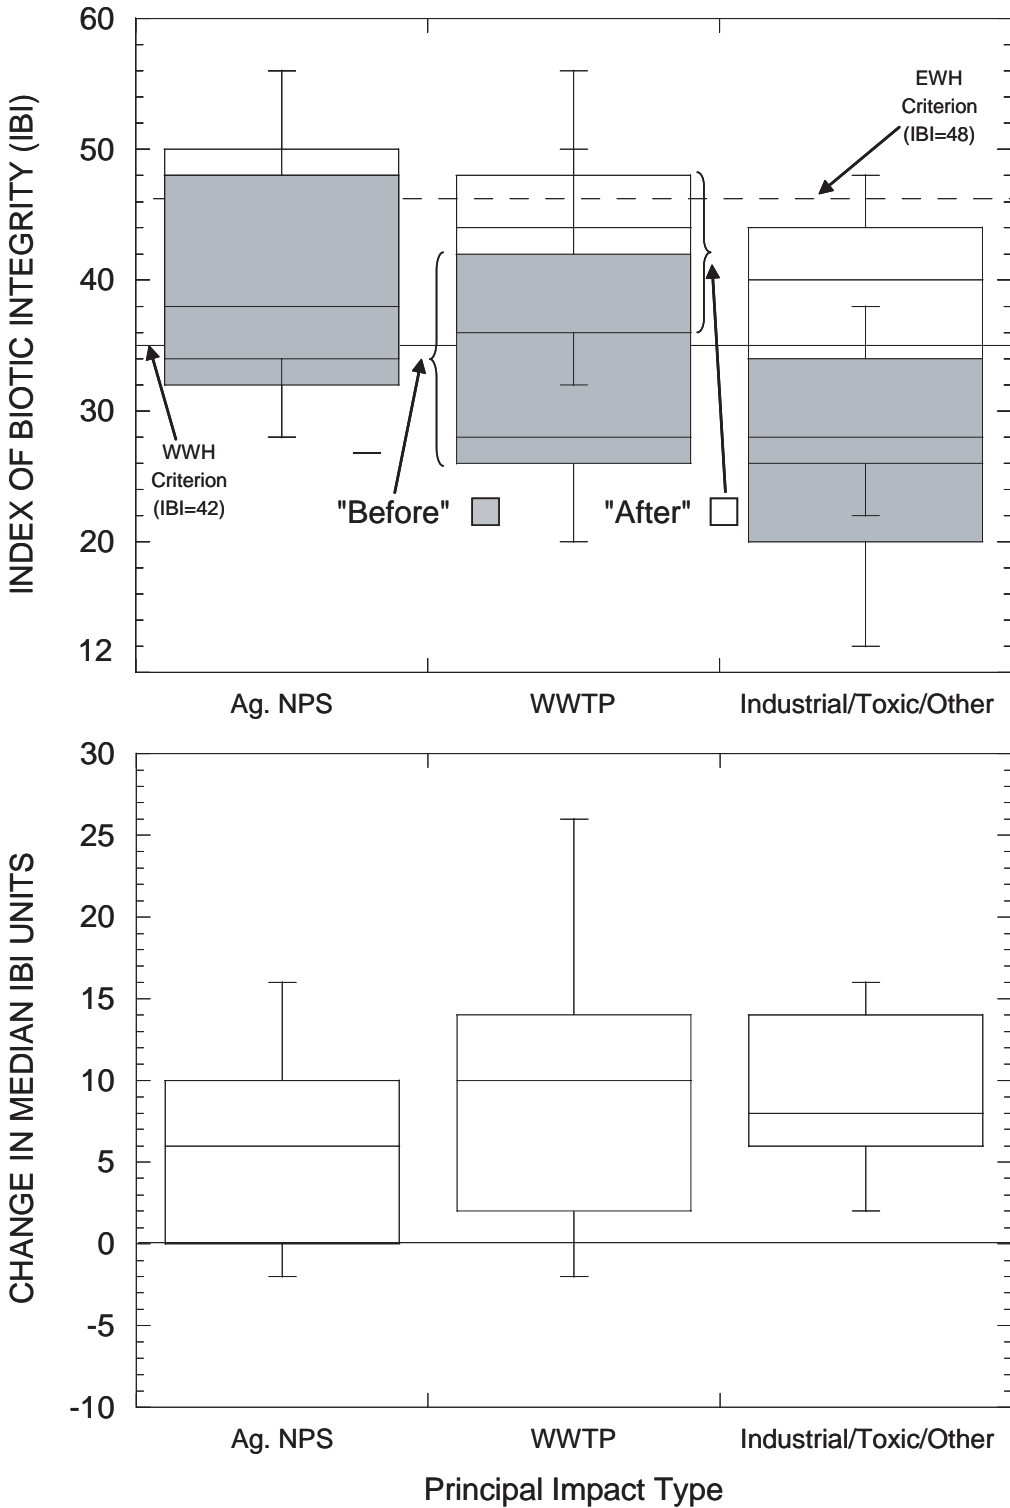 INDEX OF BIOTIC INTEGRITY (IBI)
60
50
40
30
20
12
EWH
Criterion
(IBI=48)
WWH
Criterion
(IBI=42)
"Before"
"After"
Ag. NPS
WWTP
Industrial/Toxic/Other
CHANGE IN MEDIAN IBI UNITS
30
25
20
15
10
5
0
-5
-10
Ag. NPS
WWTP
Industrial/Toxic/Other
Principal Impact Type